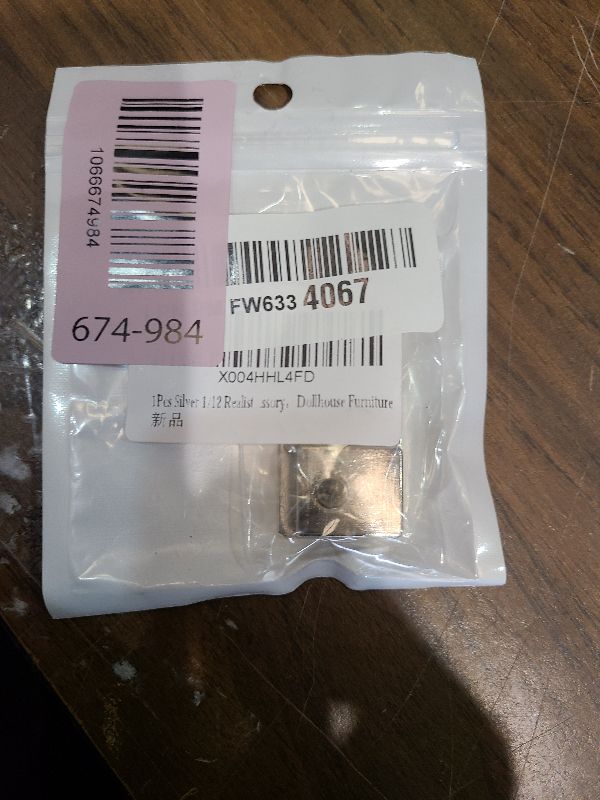 1066674984
674-984
FW633 4067
X004HHL4FD
1Pcs Silver 1/12 Realist ssory, Dollhouse Furniture
新品